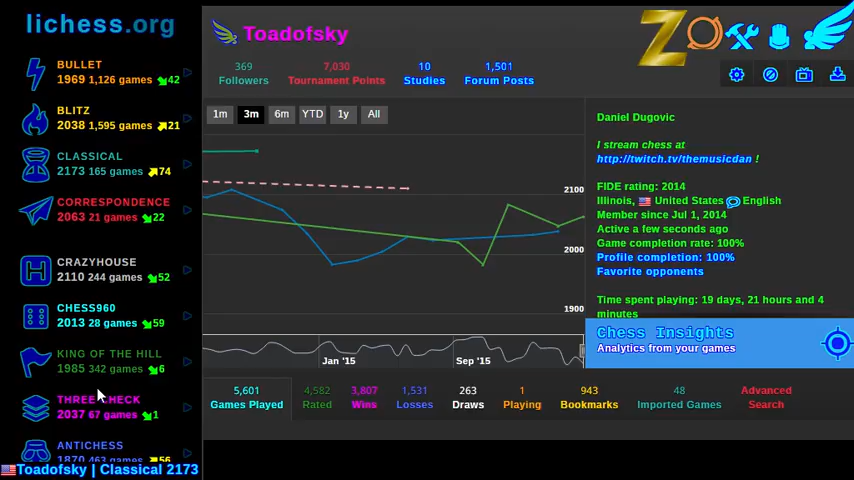 lichess.org
BULLET
1969 1,126 games 42
BLITZ
2038 1,595 games 21
CLASSICAL
2173 165 games 74
CORRESPONDENCE
2063 21 games 22
CRAZYHOUSE
2110 244 games 52
CHESS960
2013 28 games 59
KING OF THE HILL
1985 342 games 6
THREE-CHECK
2037 67 games 1
ANTICHESS
1870 463 games 56
Toadofsky | Classical 2173
Toadofsky
369
Followers
7,030
Tournament Points
10
Studies
1,501
Forum Posts
1m 3m 6m YTD 1y All
2100
2000
1900
Jan '15 Sep '15
Daniel Dugovic
I stream chess at
http://twitch.tv/themusicdan !
FIDE rating: 2014
Illinois, United States English
Member since Jul 1, 2014
Active a few seconds ago
Game completion rate: 100%
Profile completion: 100%
Favorite opponents
Time spent playing: 19 days, 21 hours and 4
minutes
Chess Insights
Analytics from your games
5,601
Games Played
4,582
Rated
3,807
Wins
1,531
Losses
263
Draws
1
Playing
943
Bookmarks
48
Imported Games
Advanced
Search